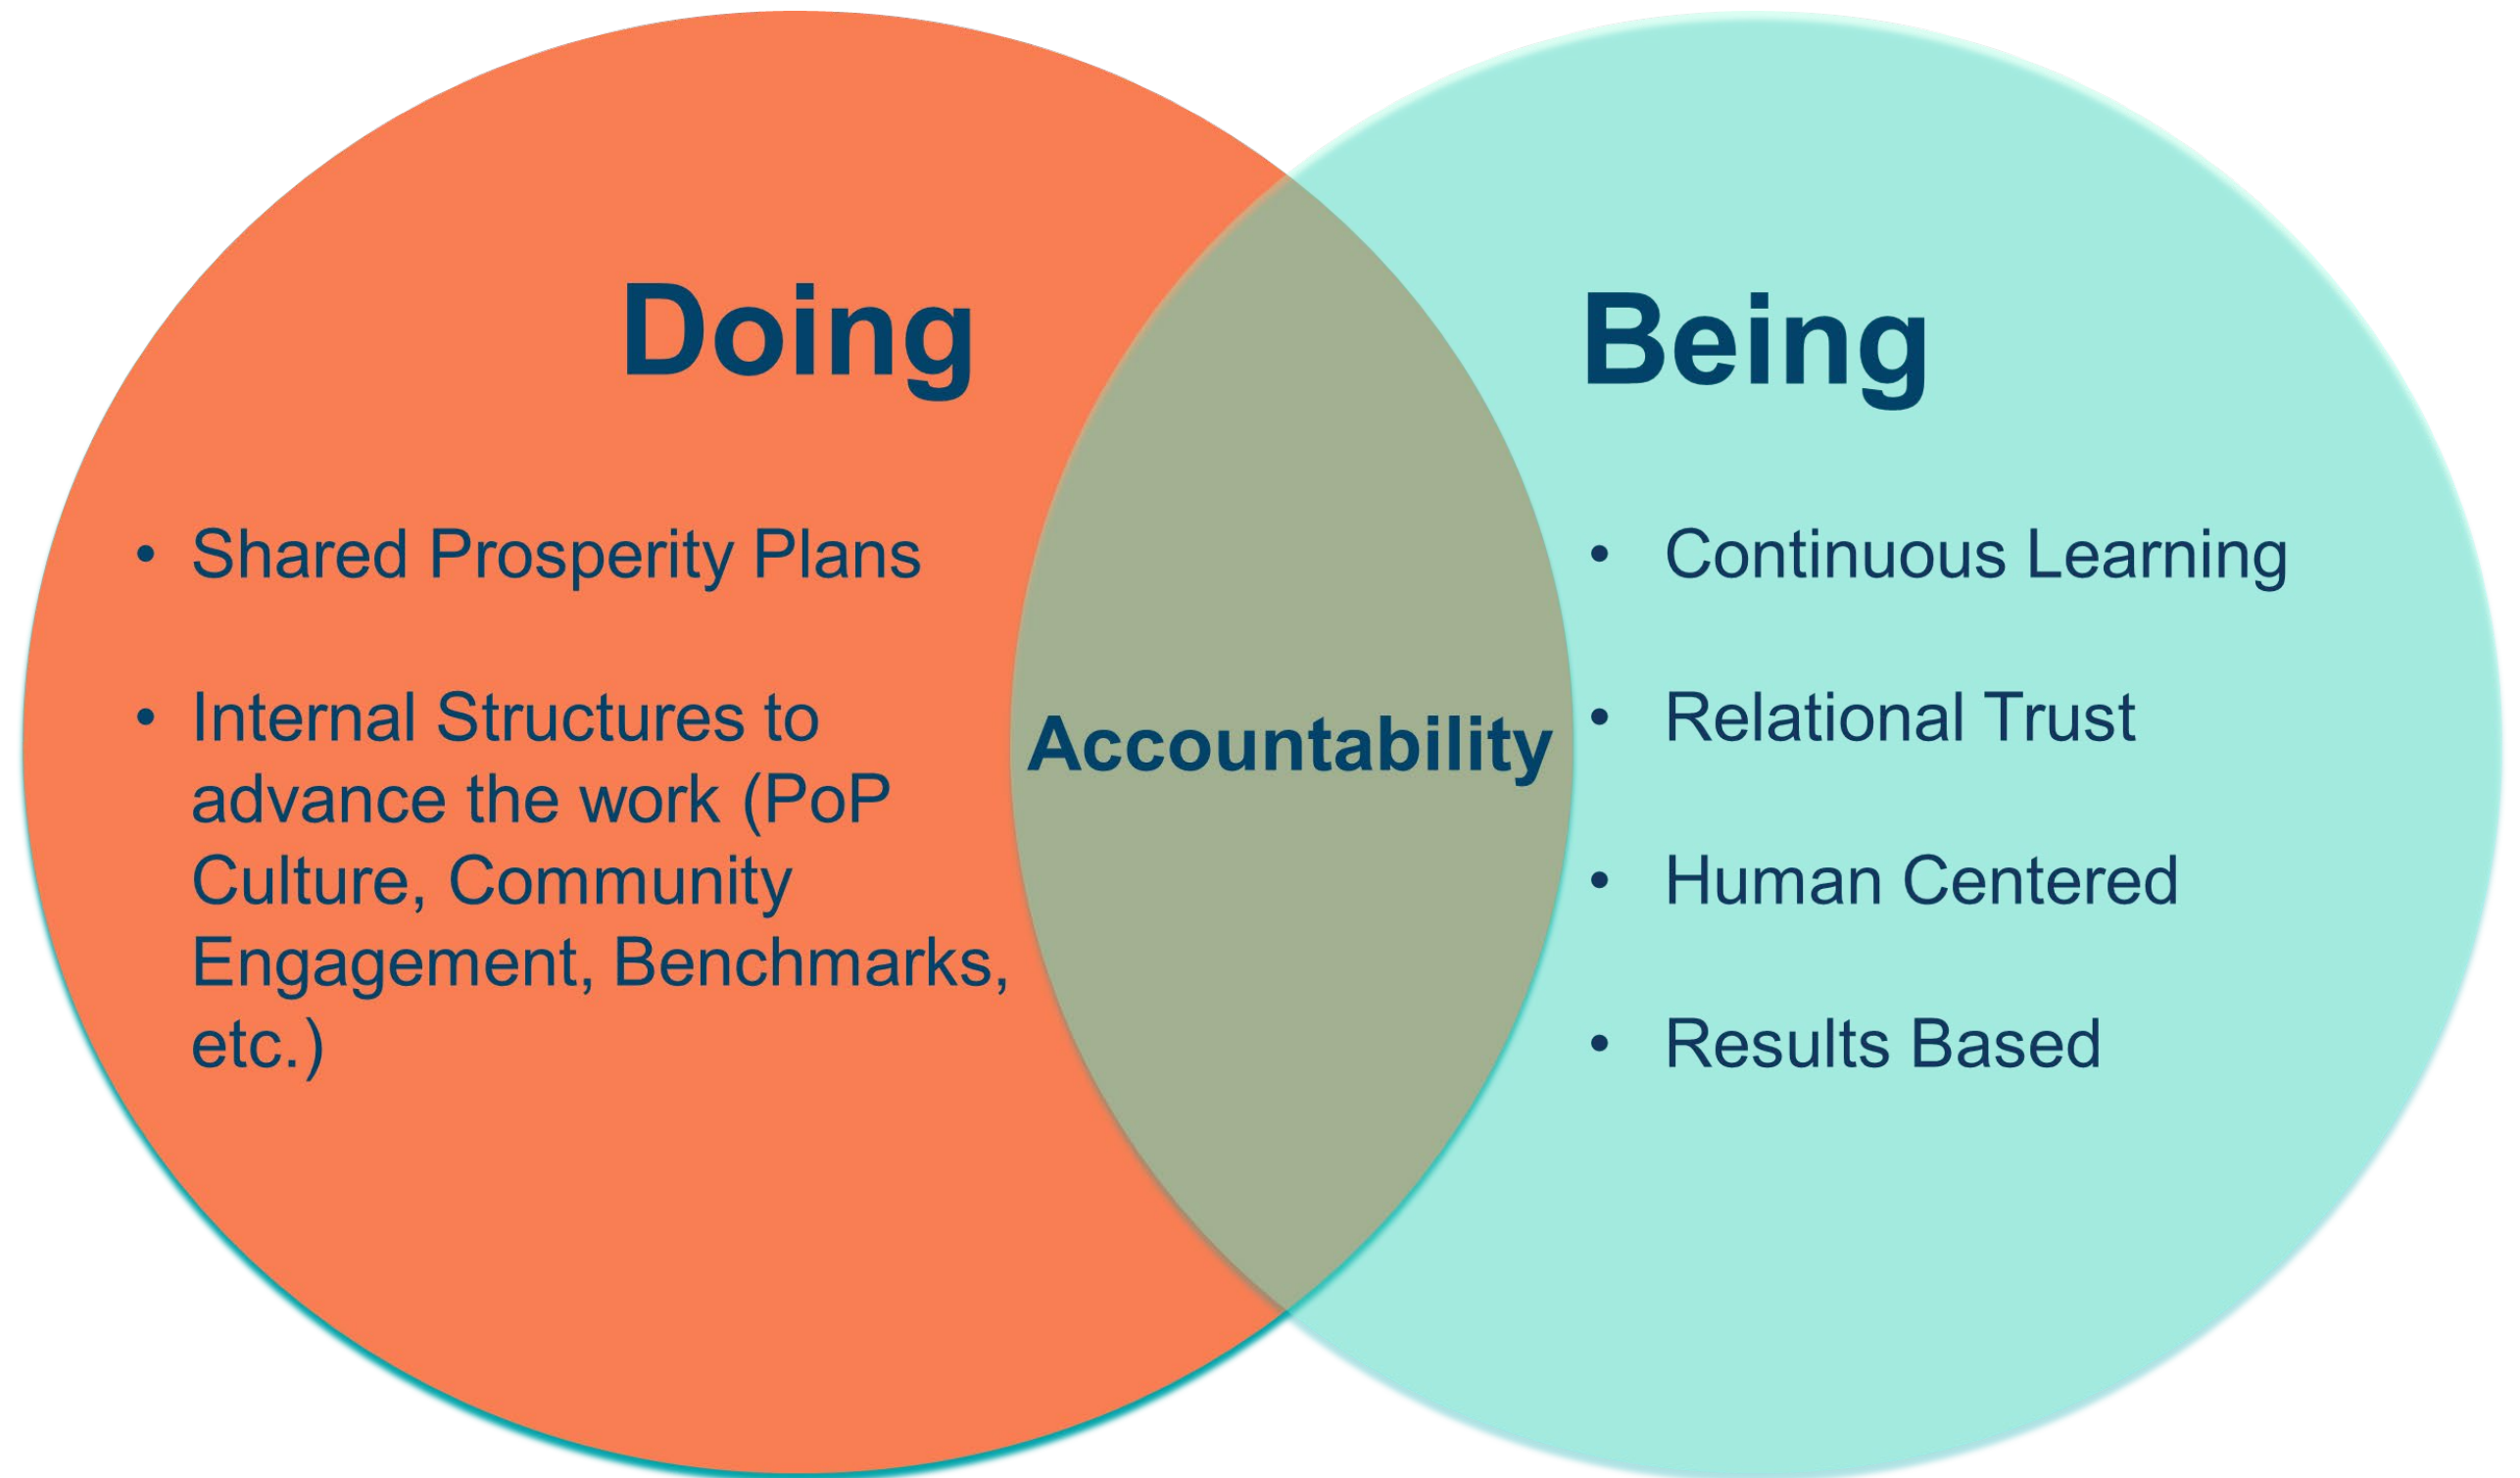 Doing
• Shared Prosperity Plans
• Internal Structures to
advance the work (PoP
Culture, Community
Engagement, Benchmarks,
etc.)
Accountability
Being
• Continuous Learning
• Relational Trust
• Human Centered
• Results Based